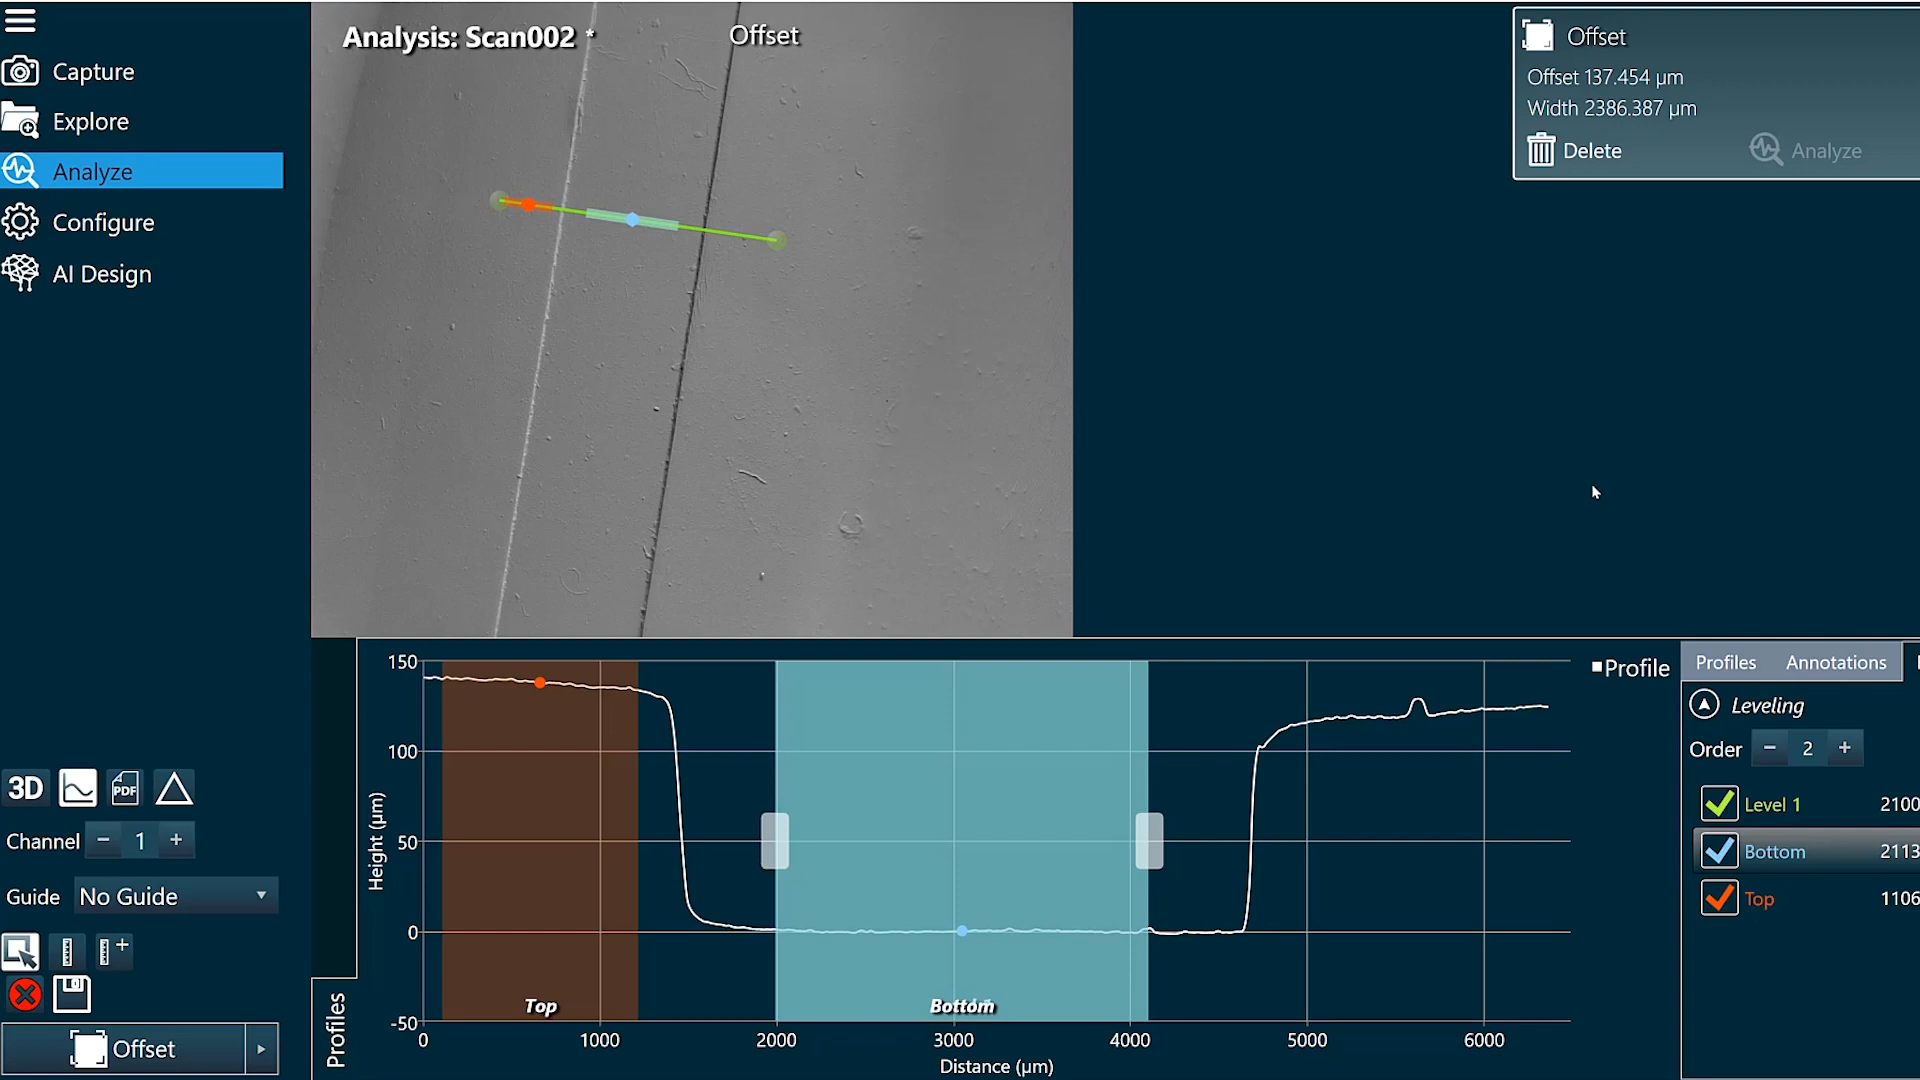 Analysis: Scan002 *
Offset
Capture
Explore
Analyze
Configure
AI Design
Offset
Offset 137.454 µm
Width 2386.387 µm
Delete
Analyze
3D
PDF
Channel − 1 +
Guide No Guide
Offset
Profiles
150
100
50
0
-50
Height (µm)
Top
Bottom
0 1000 2000 3000 4000 5000 6000
Distance (µm)
Profile
Profiles Annotations
Leveling
Order − 2 +
Level 1 2100
Bottom 2113
Top 1106